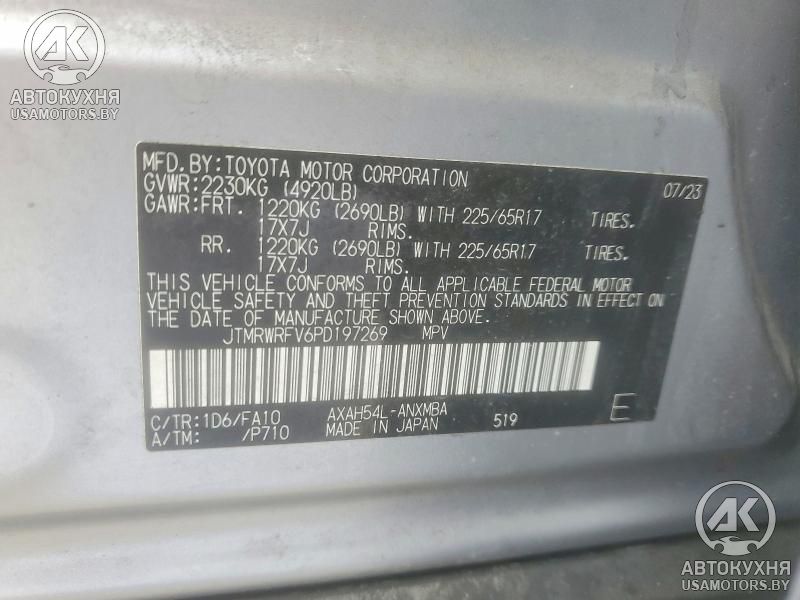 AK
АВТОКУХНЯ
USAMOTORS.BY
MFD. BY: TOYOTA MOTOR CORPORATION 07/23
GVWR: 2230KG (4920LB)
GAWR: FRT. 1220KG (2690LB) WITH 225/65R17 TIRES.
17X7J RIMS.
RR. 1220KG (2690LB) WITH 225/65R17 TIRES.
17X7J RIMS.
THIS VEHICLE CONFORMS TO ALL APPLICABLE FEDERAL MOTOR
VEHICLE SAFETY AND THEFT PREVENTION STANDARDS IN EFFECT ON
THE DATE OF MANUFACTURE SHOWN ABOVE.
JTMRWRFV6PD197269 MPV
C/TR: 1D6/FA10 AXAH54L-ANXMBA E
A/TM: /P710 MADE IN JAPAN 519
AK
АВТОКУХНЯ
USAMOTORS.BY